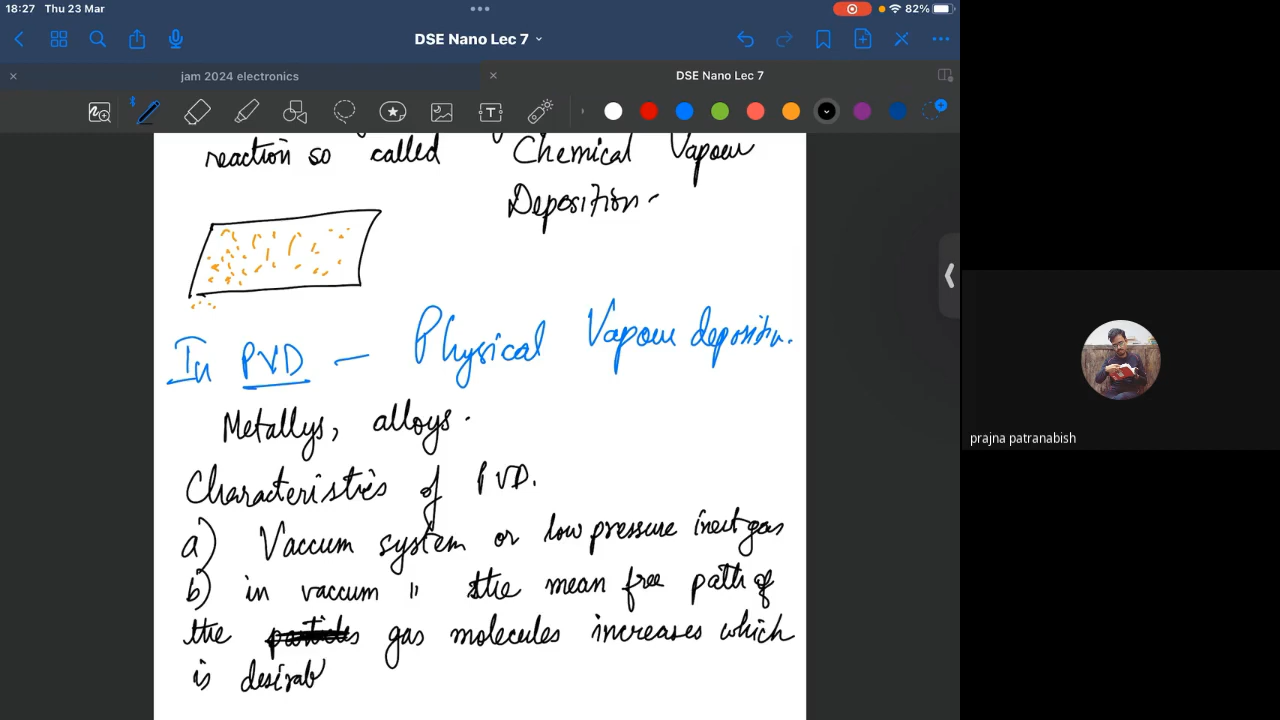 18:27 Thu 23 Mar
82%
DSE Nano Lec 7
jam 2024 electronics
DSE Nano Lec 7
reaction so called Chemical Vapour
Deposition-
In PVD - Physical Vapour deposition.
Metallys, alloys.
Characteristics of PVD.
a) Vaccum system or low pressure inert gas
b) in vaccum " the mean free path of
the gas molecules increases which
is desirab
prajna patranabish